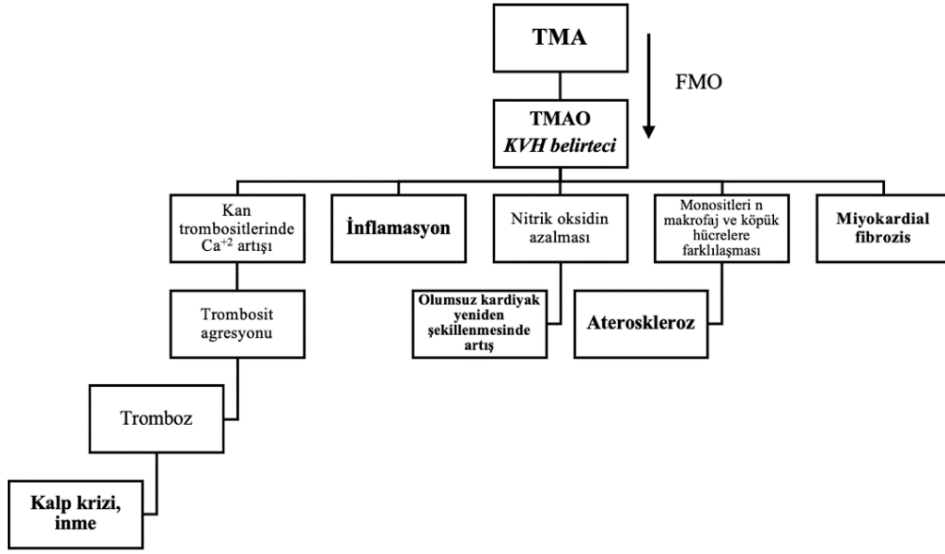 TMA
FMO
TMAO
KVH belirteci
Kan
trombositlerinde
Ca+2 artışı
İnflamasyon
Nitrik oksidin
azalması
Monositleri n
makrofaj ve köpük
hücrelere
farklılaşması
Miyokardial
fibrozis
Trombosit
agresyonu
Olumsuz kardiyak
yeniden
şekillenmesinde
artış
Ateroskleroz
Tromboz
Kalp krizi,
inme